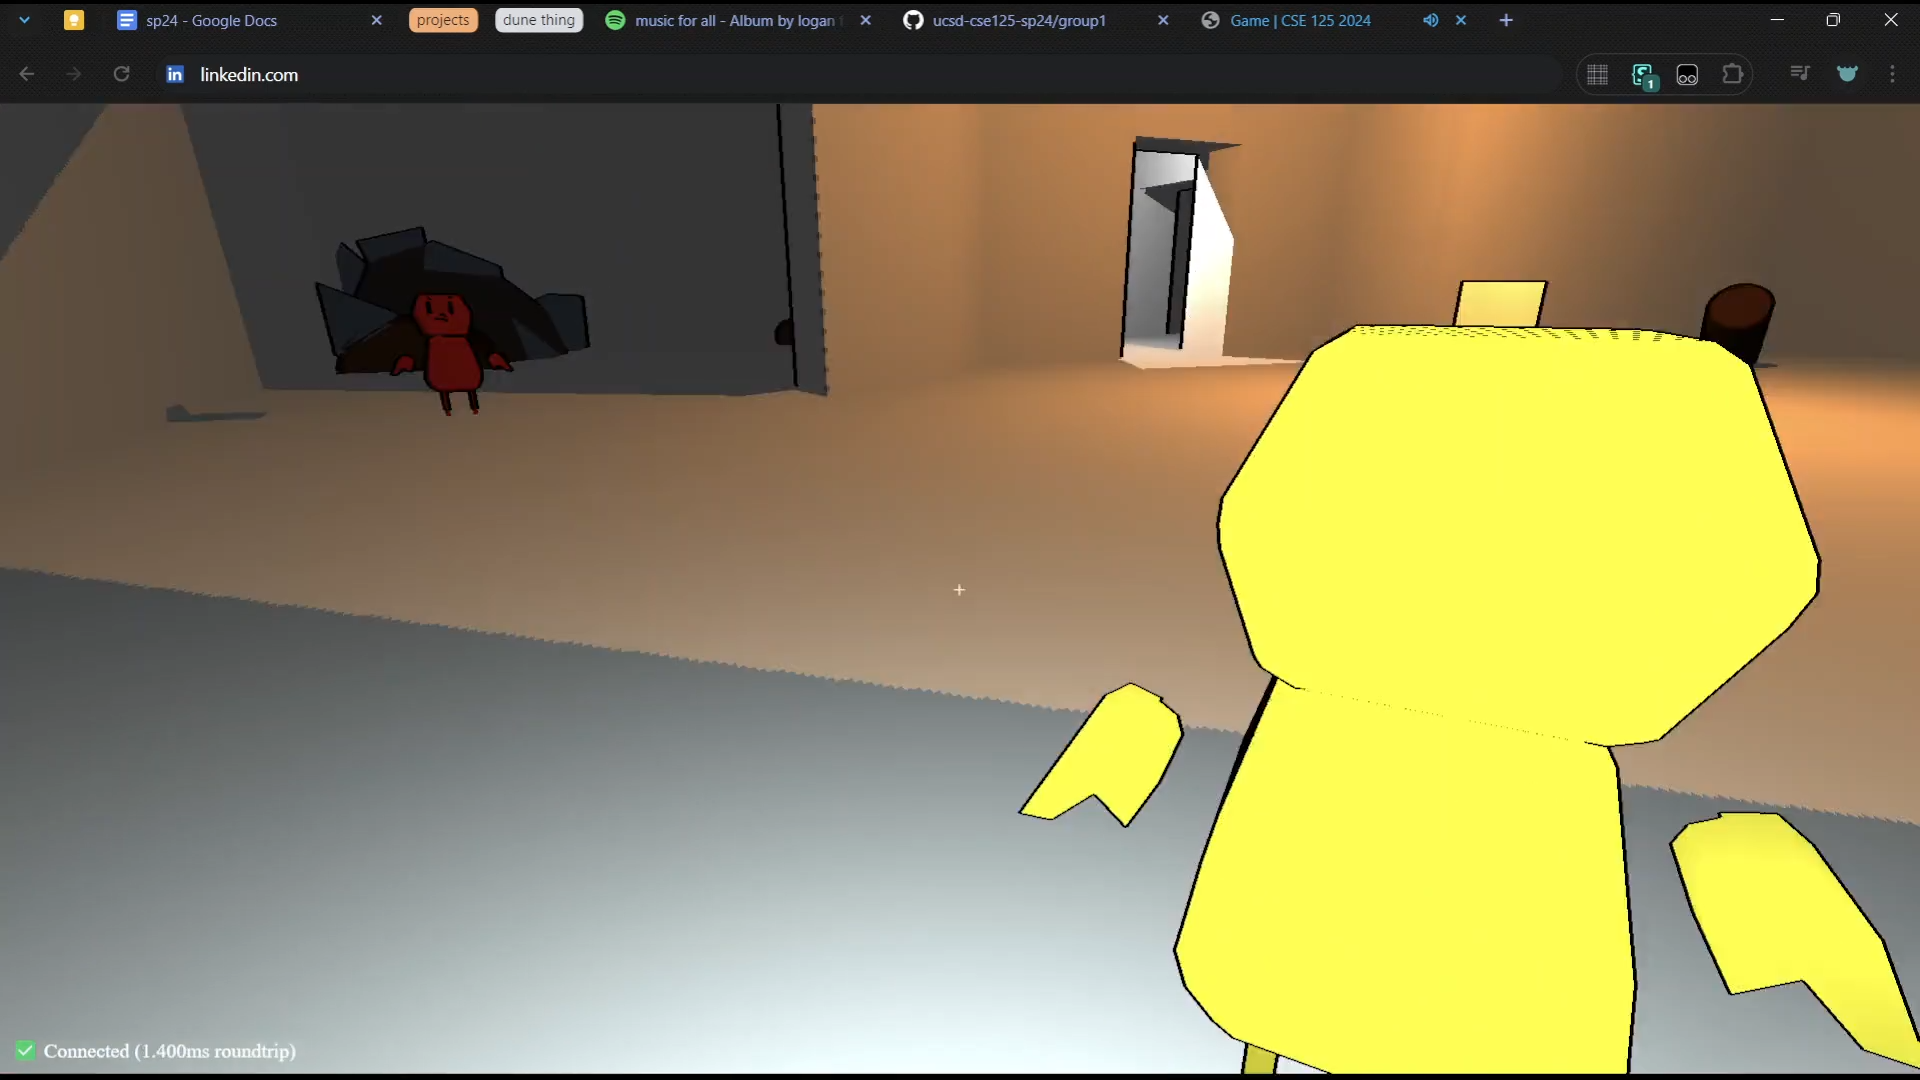 sp24 - Google Docs
projects
dune thing
music for all - Album by logan
ucsd-cse125-sp24/group1
Game | CSE 125 2024
linkedin.com
1
Connected (1.400ms roundtrip)